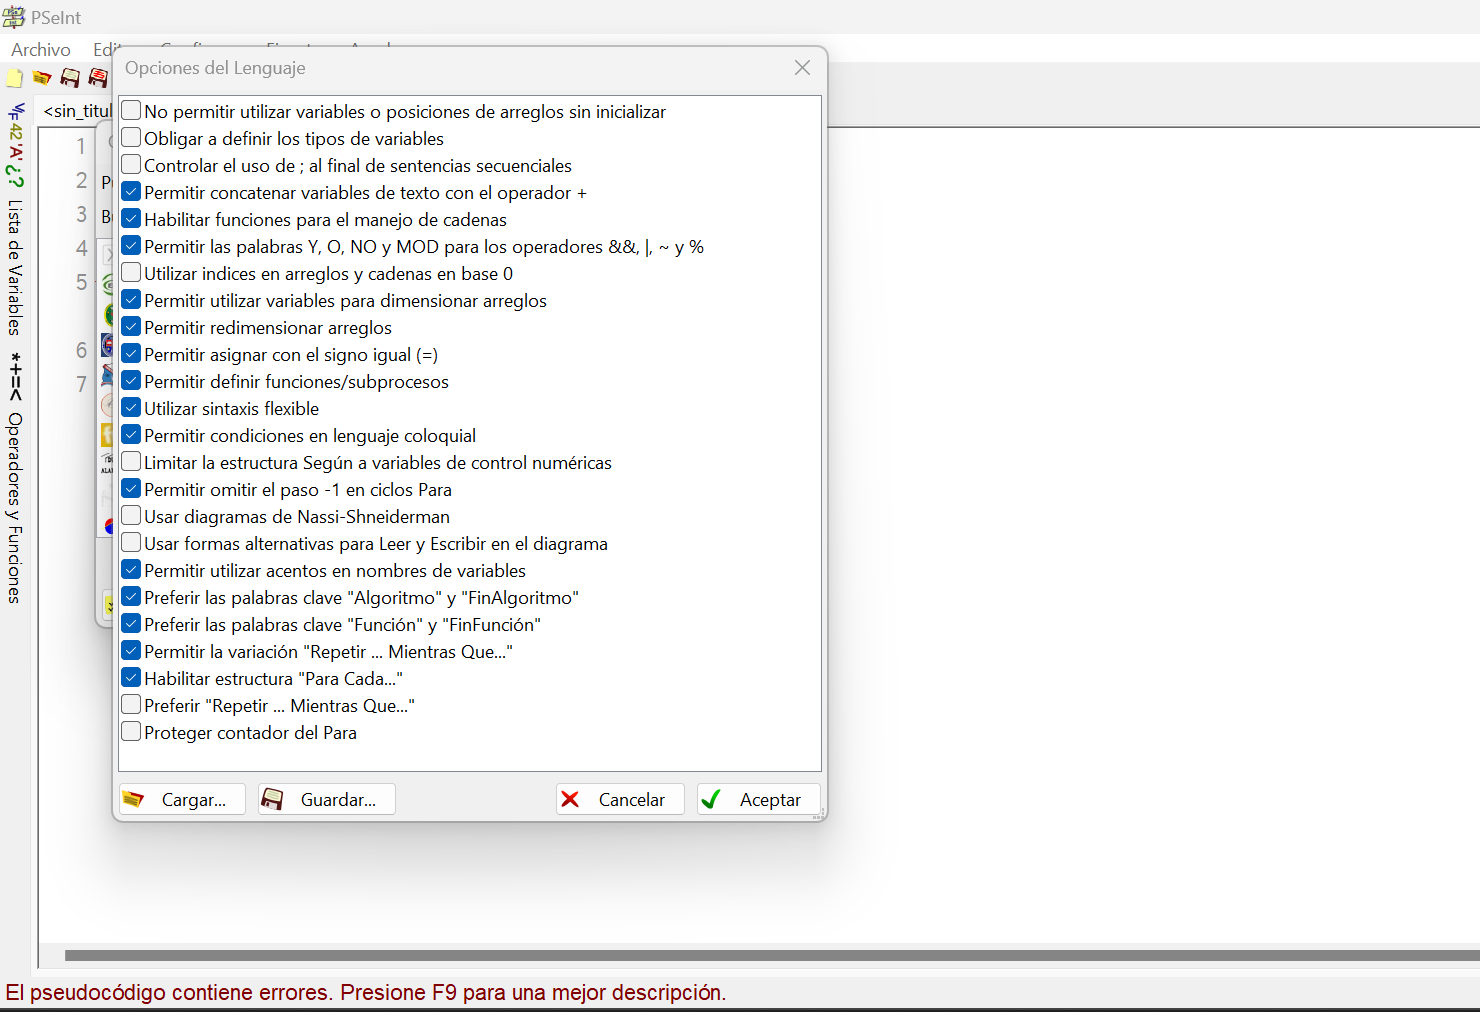 PSeInt
Archivo
Opciones del Lenguaje
<sin_titul
No permitir utilizar variables o posiciones de arreglos sin inicializar
Obligar a definir los tipos de variables
Controlar el uso de ; al final de sentencias secuenciales
Permitir concatenar variables de texto con el operador +
Habilitar funciones para el manejo de cadenas
Permitir las palabras Y, O, NO y MOD para los operadores &&, |, ~ y %
Utilizar indices en arreglos y cadenas en base 0
Permitir utilizar variables para dimensionar arreglos
Permitir redimensionar arreglos
Permitir asignar con el signo igual (=)
Permitir definir funciones/subprocesos
Utilizar sintaxis flexible
Permitir condiciones en lenguaje coloquial
Limitar la estructura Según a variables de control numéricas
Permitir omitir el paso -1 en ciclos Para
Usar diagramas de Nassi-Shneiderman
Usar formas alternativas para Leer y Escribir en el diagrama
Permitir utilizar acentos en nombres de variables
Preferir las palabras clave "Algoritmo" y "FinAlgoritmo"
Preferir las palabras clave "Función" y "FinFunción"
Permitir la variación "Repetir ... Mientras Que..."
Habilitar estructura "Para Cada..."
Preferir "Repetir ... Mientras Que..."
Proteger contador del Para
Cargar...
Guardar...
Cancelar
Aceptar
1
2
3
4
5
6
7
42 'A' ¿? Lista de Variables
*+=< Operadores y Funciones
El pseudocódigo contiene errores. Presione F9 para una mejor descripción.